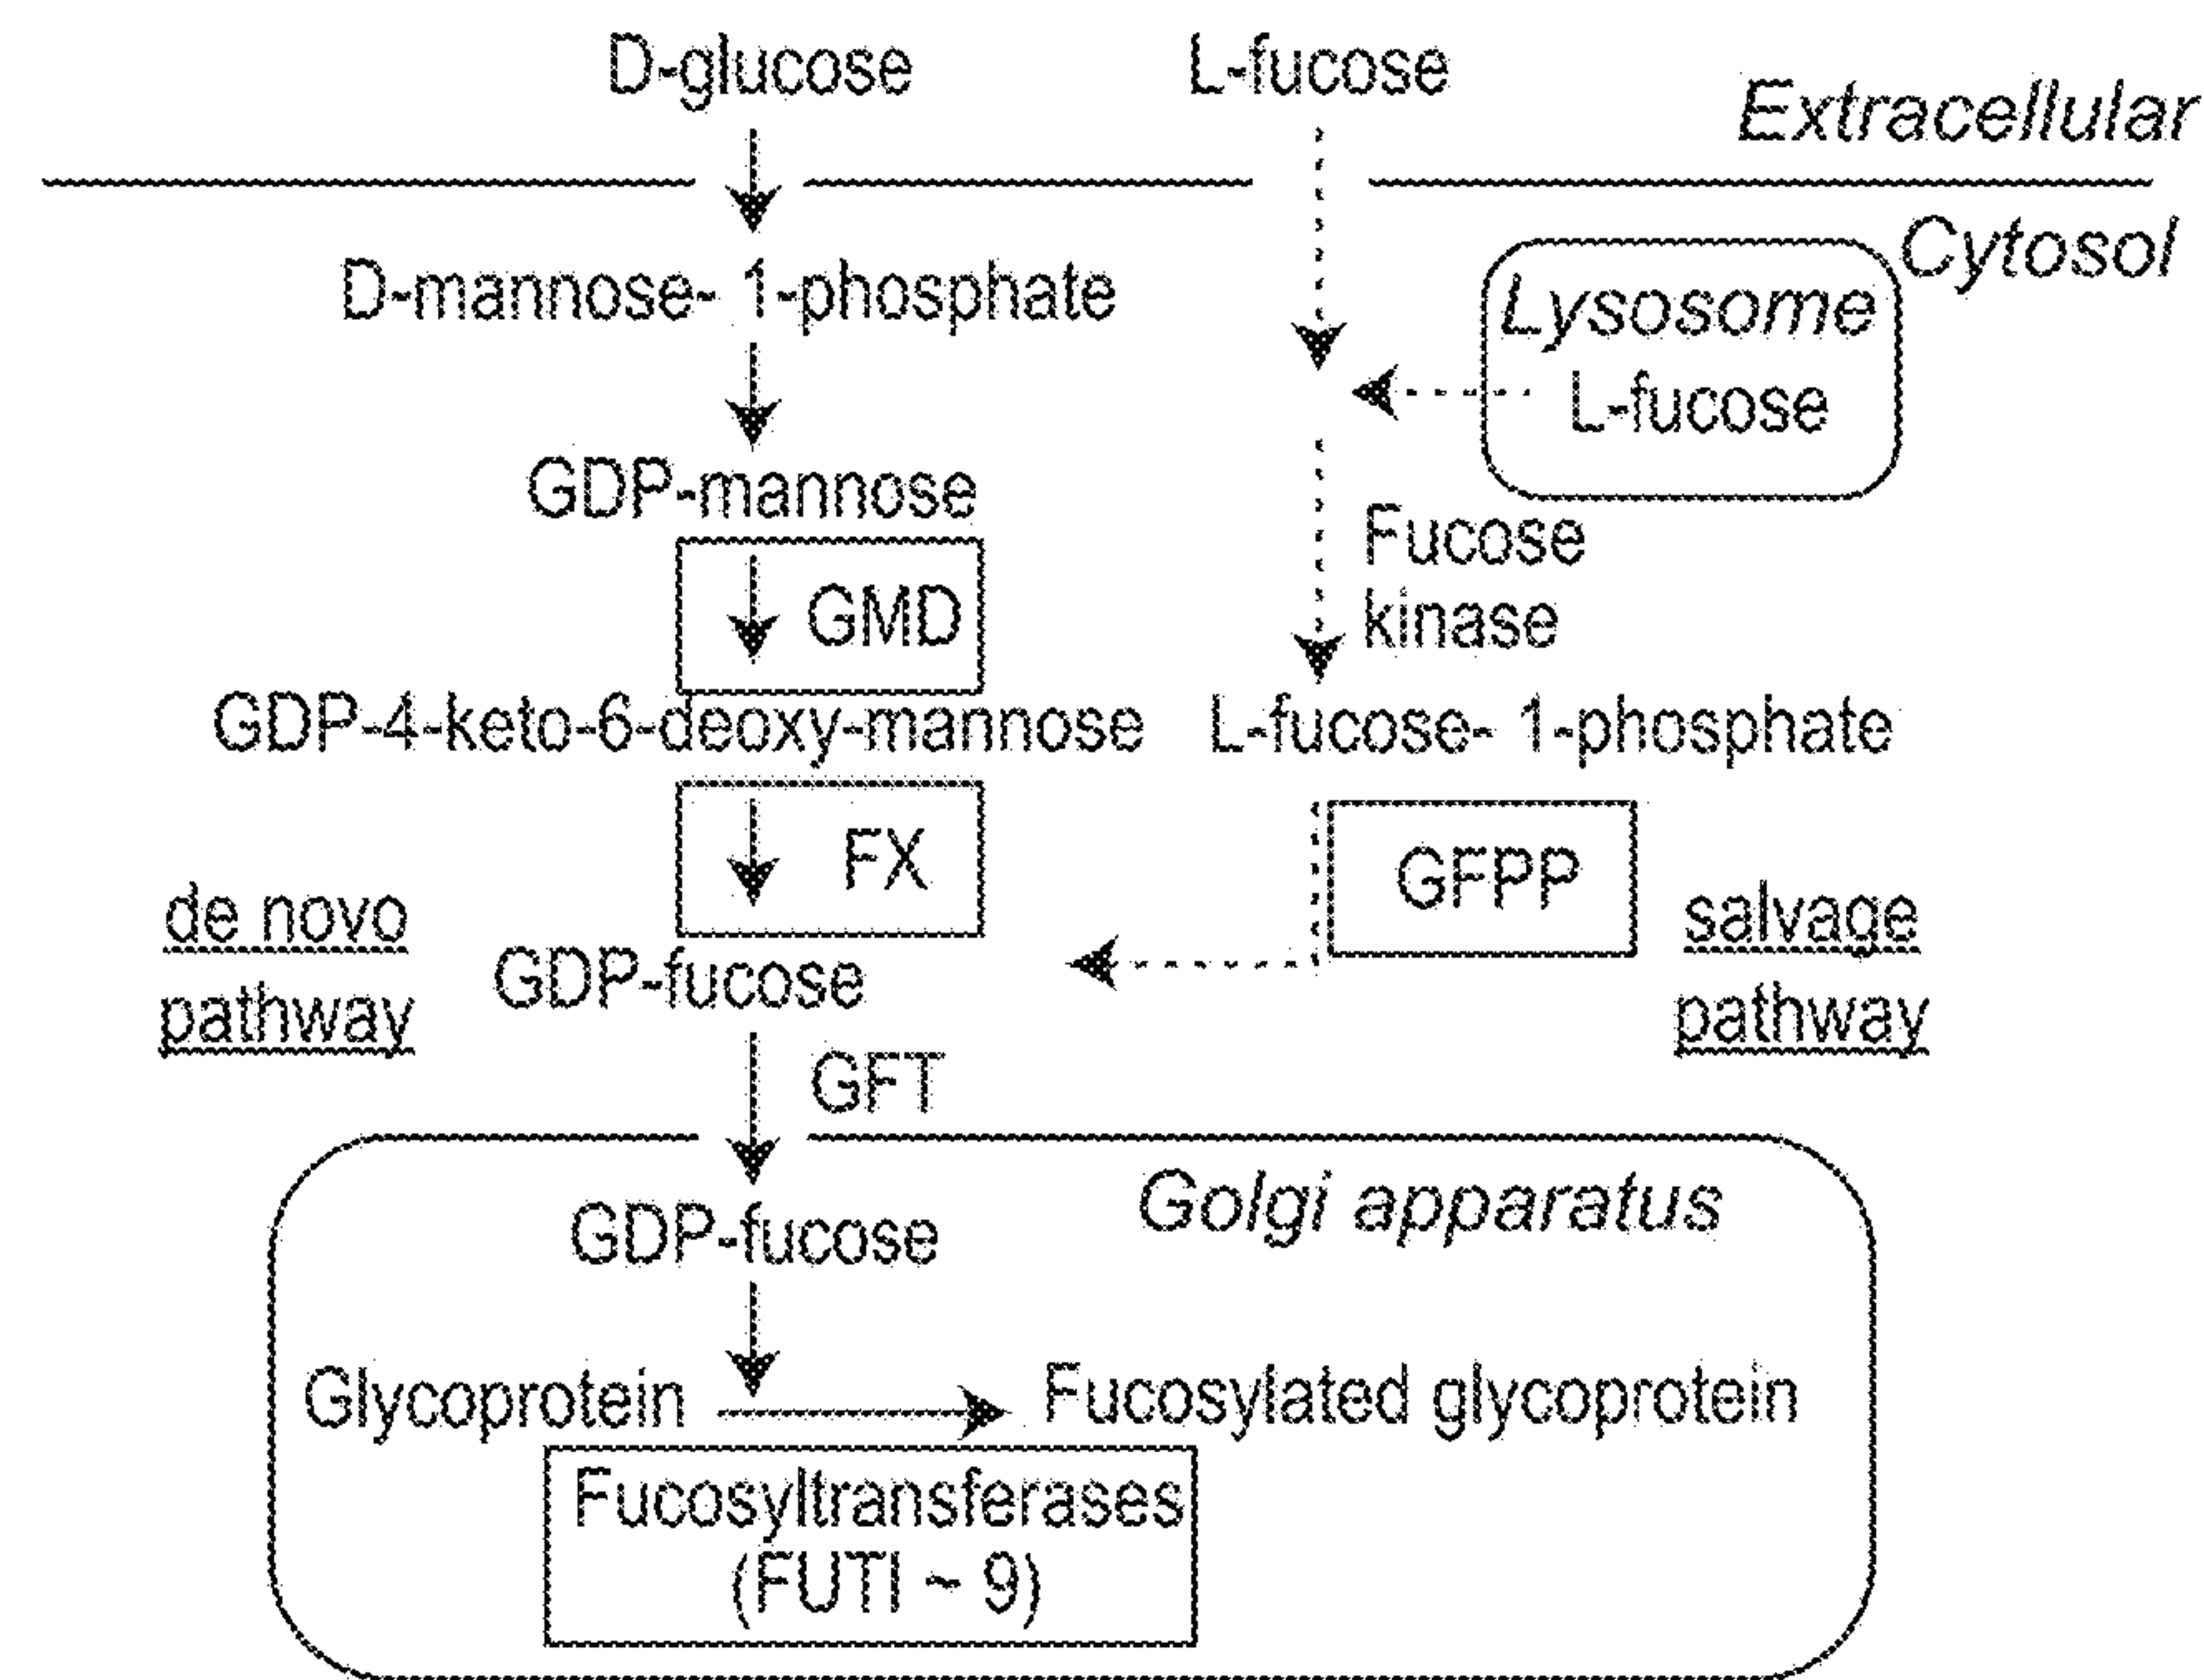 D-glucose
L-fucose
Extracellular
Cytosol
D-mannose- 1-phosphate
Lysosome
L-fucose
GDP-mannose
Fucose
kinase
GMD
GDP-4-keto-6-deoxy-mannose
L-fucose- 1-phosphate
FX
GFPP
de novo
pathway
salvage
pathway
GDP-fucose
GFT
Golgi apparatus
GDP-fucose
Glycoprotein
Fucosylated glycoprotein
Fucosyltransferases
(FUTI ~ 9)